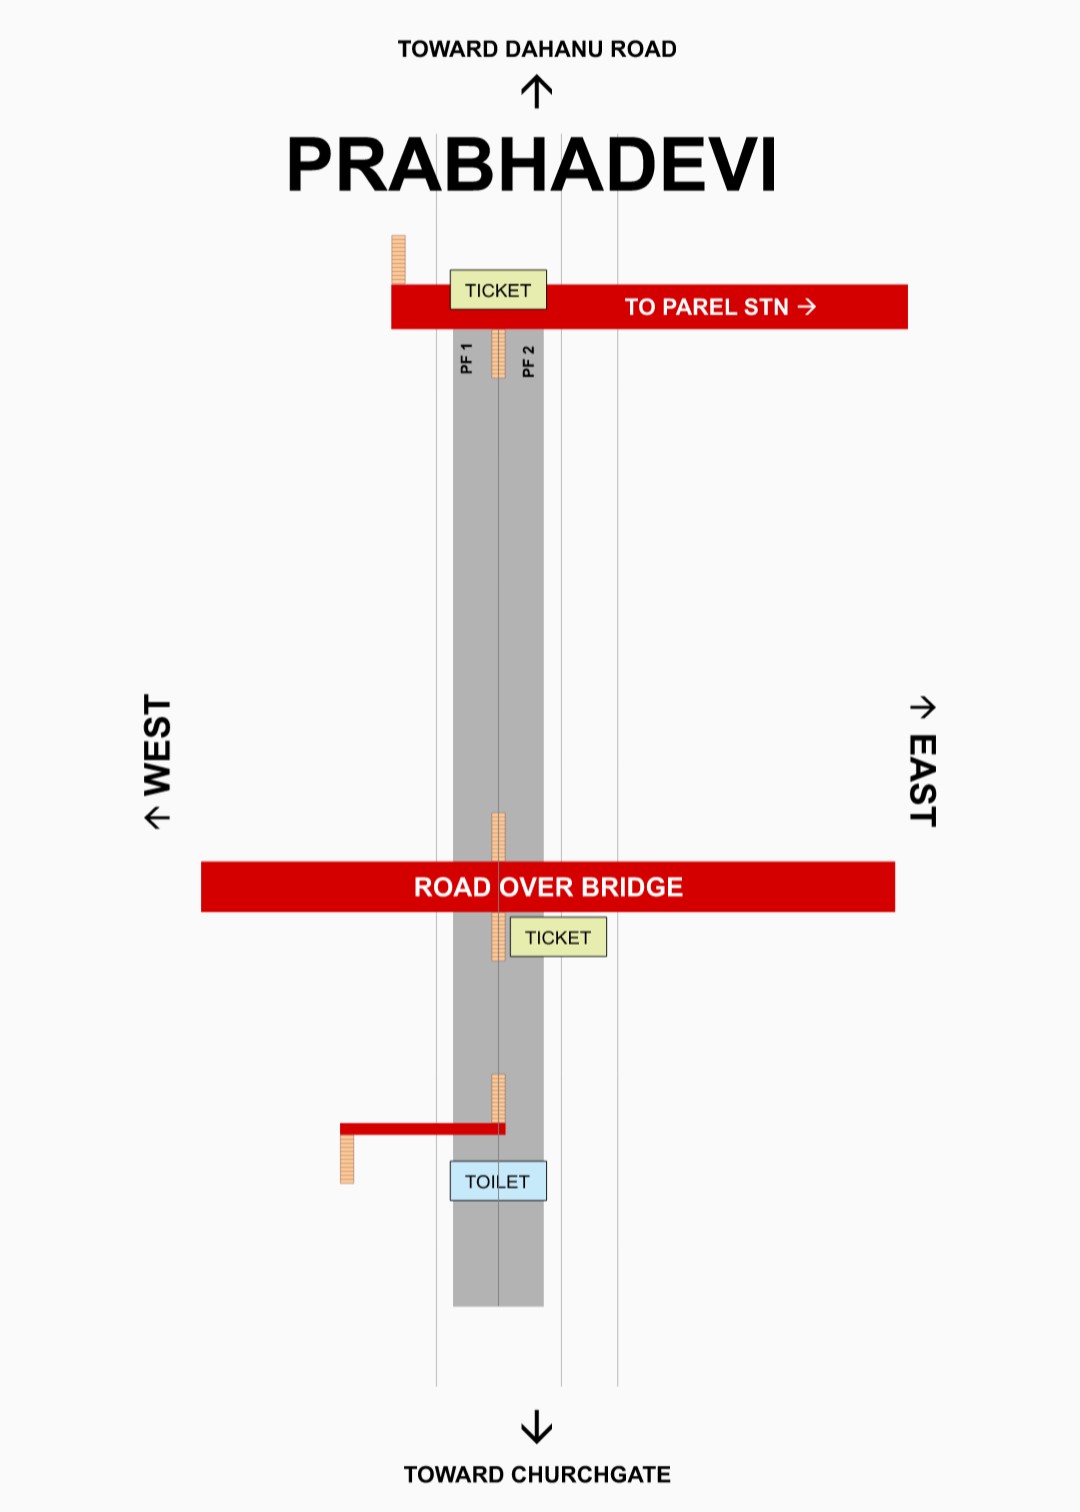 TOWARD DAHANU ROAD
↑
PRABHADEVI
TICKET
TO PAREL STN →
PF 1
PF 2
← WEST
→ EAST
ROAD OVER BRIDGE
TICKET
TOILET
↓
TOWARD CHURCHGATE